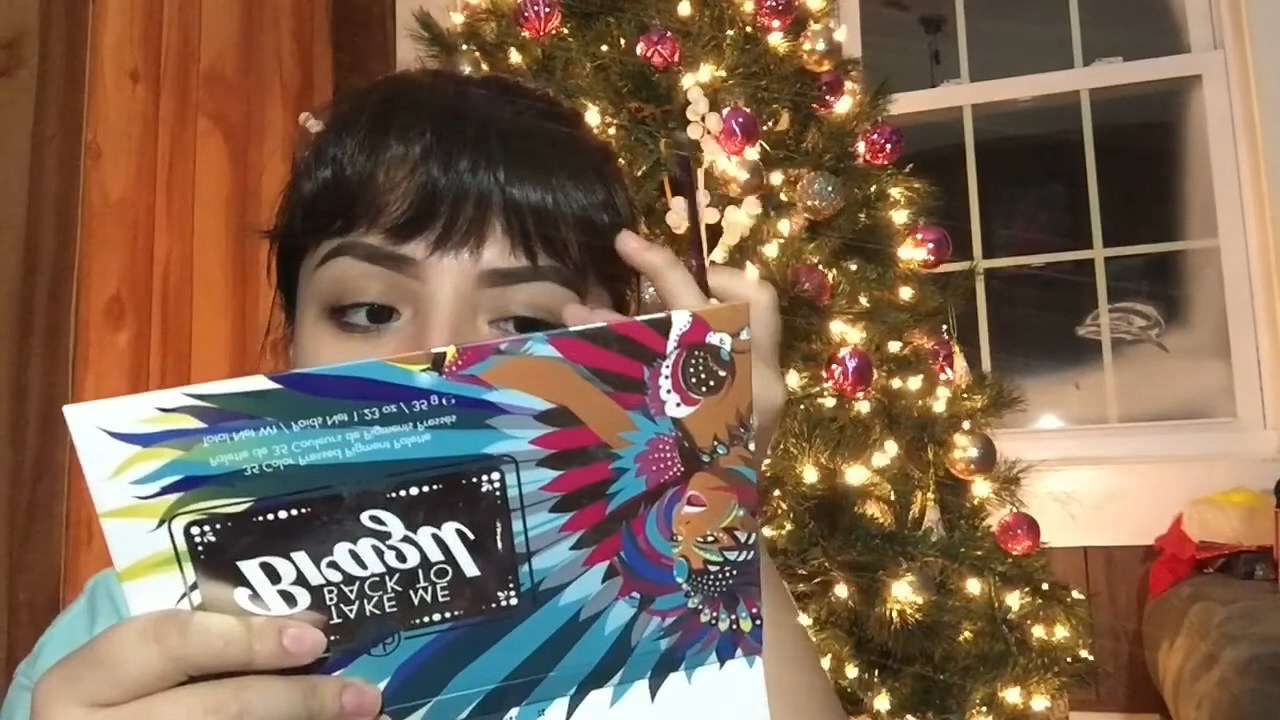 TAKE ME
BACK TO
Brazil
35 Color Pressed Pigment Palette
Palette de 35 Couleurs de Pigments Pressés
Total Net Wt / Poids Net 1.23 oz / 35 g e